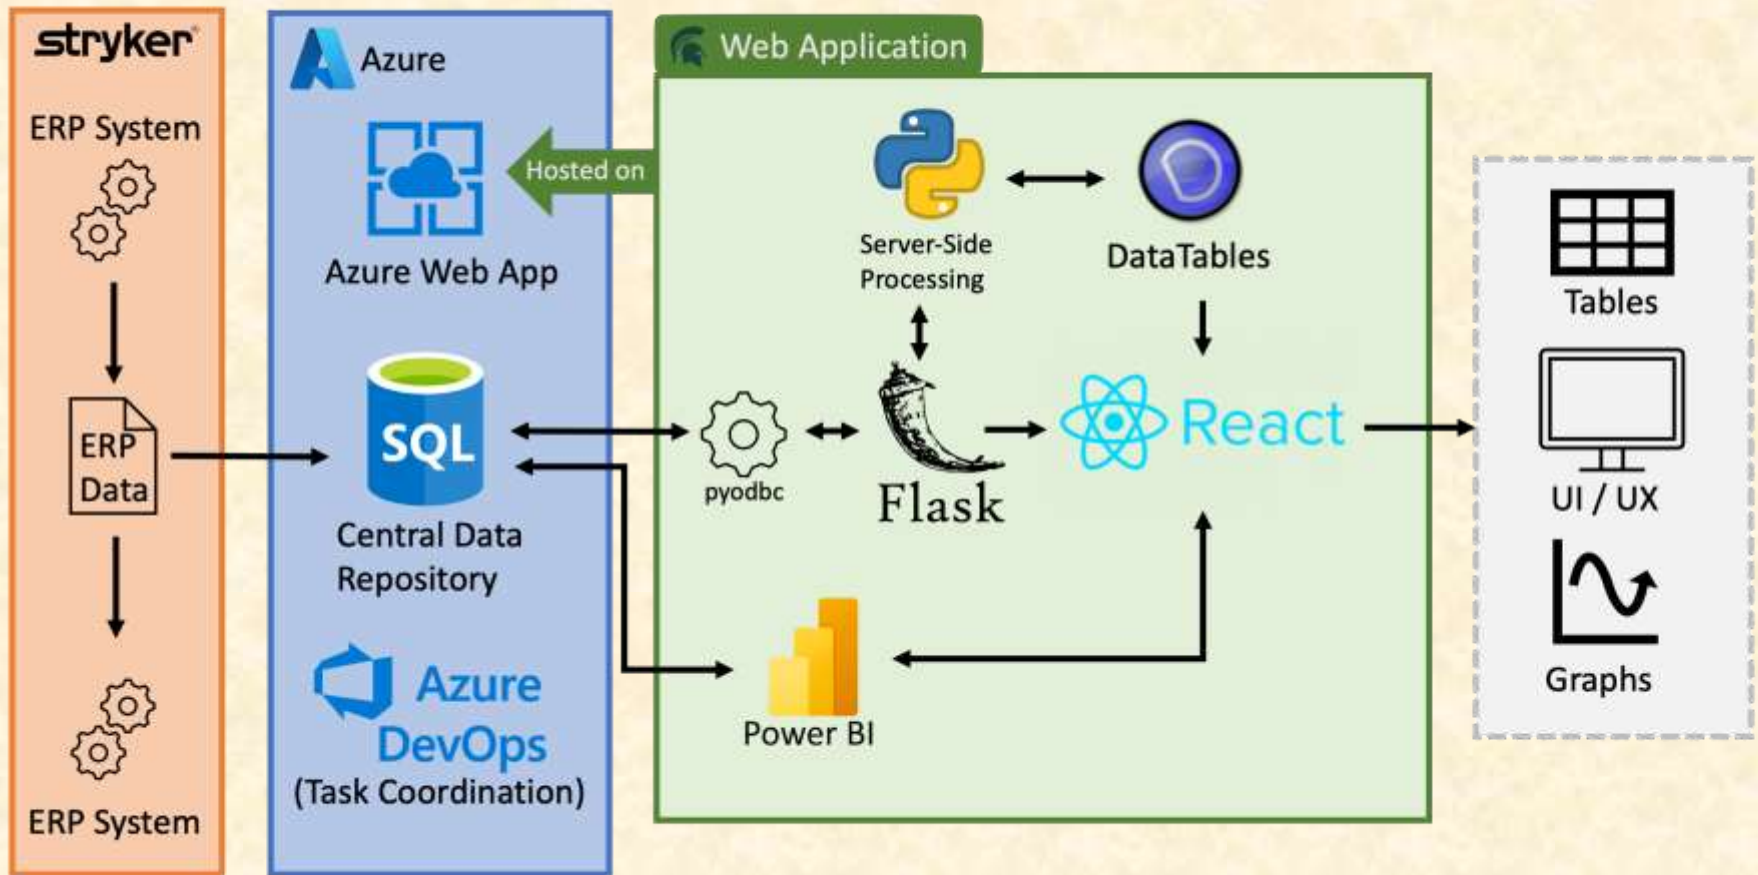 stryker
ERP System
ERP
Data
ERP System
Azure
Azure Web App
SQL
Central Data
Repository
Azure
DevOps
(Task Coordination)
Web Application
Hosted on
Server-Side
Processing
DataTables
pyodbc
Flask
React
Power BI
Tables
UI / UX
Graphs